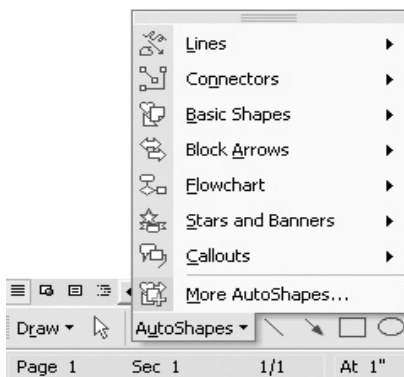 Lines
Connectors
Basic Shapes
Block Arrows
Flowchart
Stars and Banners
Callouts
More AutoShapes...
Draw AutoShapes
Page 1 Sec 1 1/1 At 1"